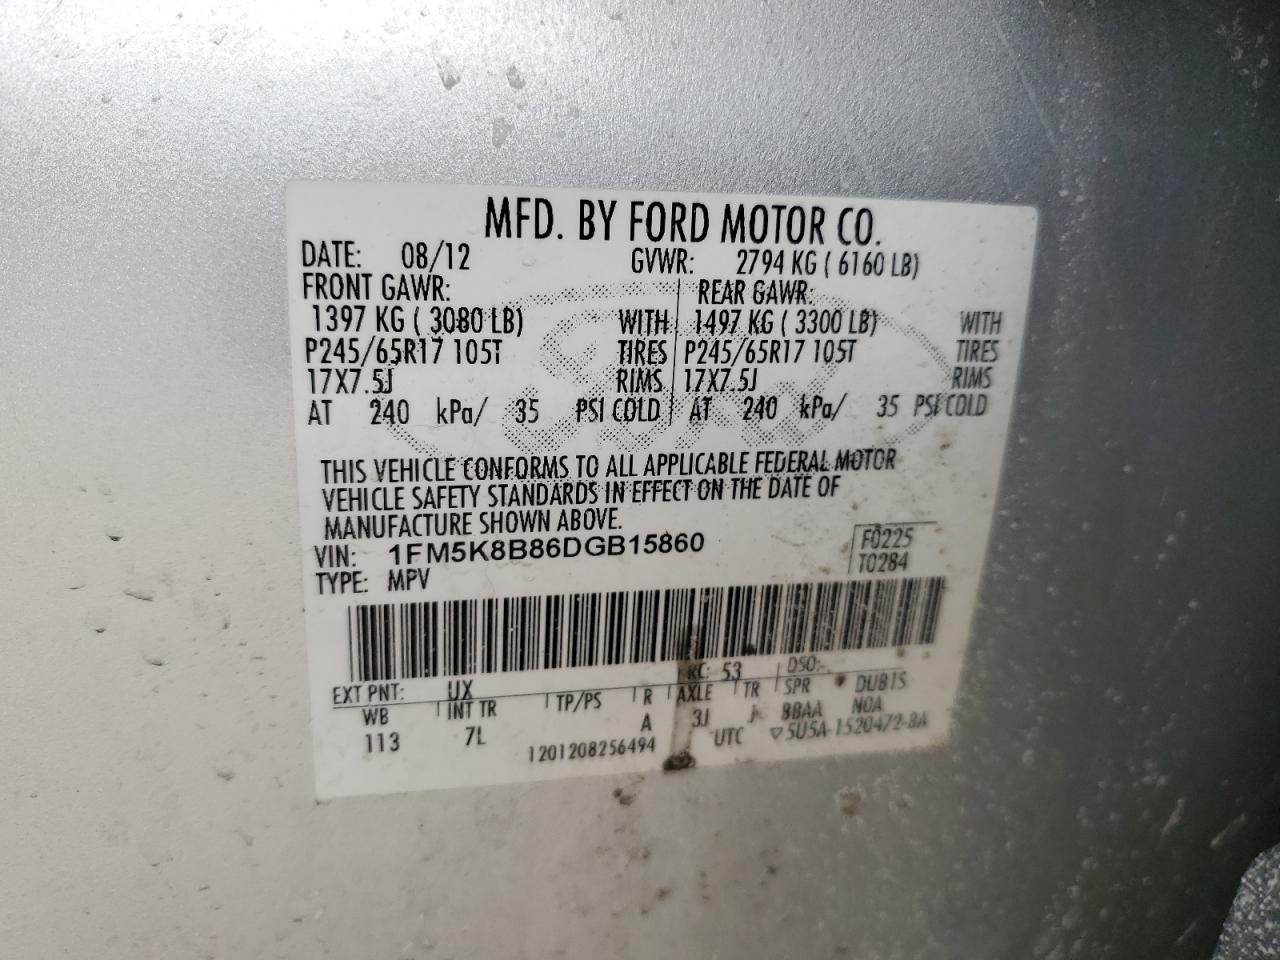 MFD. BY FORD MOTOR CO.
DATE: 08/12 GVWR: 2794 KG ( 6160 LB)
FRONT GAWR: REAR GAWR:
1397 KG ( 3080 LB) WITH 1497 KG ( 3300 LB) WITH
P245/65R17 105T TIRES P245/65R17 105T TIRES
17X7.5J RIMS 17X7.5J RIMS
AT 240 kPa/ 35 PSI COLD AT 240 kPa/ 35 PSI COLD
THIS VEHICLE CONFORMS TO ALL APPLICABLE FEDERAL MOTOR
VEHICLE SAFETY STANDARDS IN EFFECT ON THE DATE OF
MANUFACTURE SHOWN ABOVE.
VIN: 1FM5K8B86DGB15860 F0225
TYPE: MPV T0284
EXT PNT: UX RC: 53 DSO:
WB INT TR TP/PS R AXLE TR SPR DUB15
113 7L A 3J J BBAA NOA
1201208256494 UTC ▽5U5A-1520472-BA